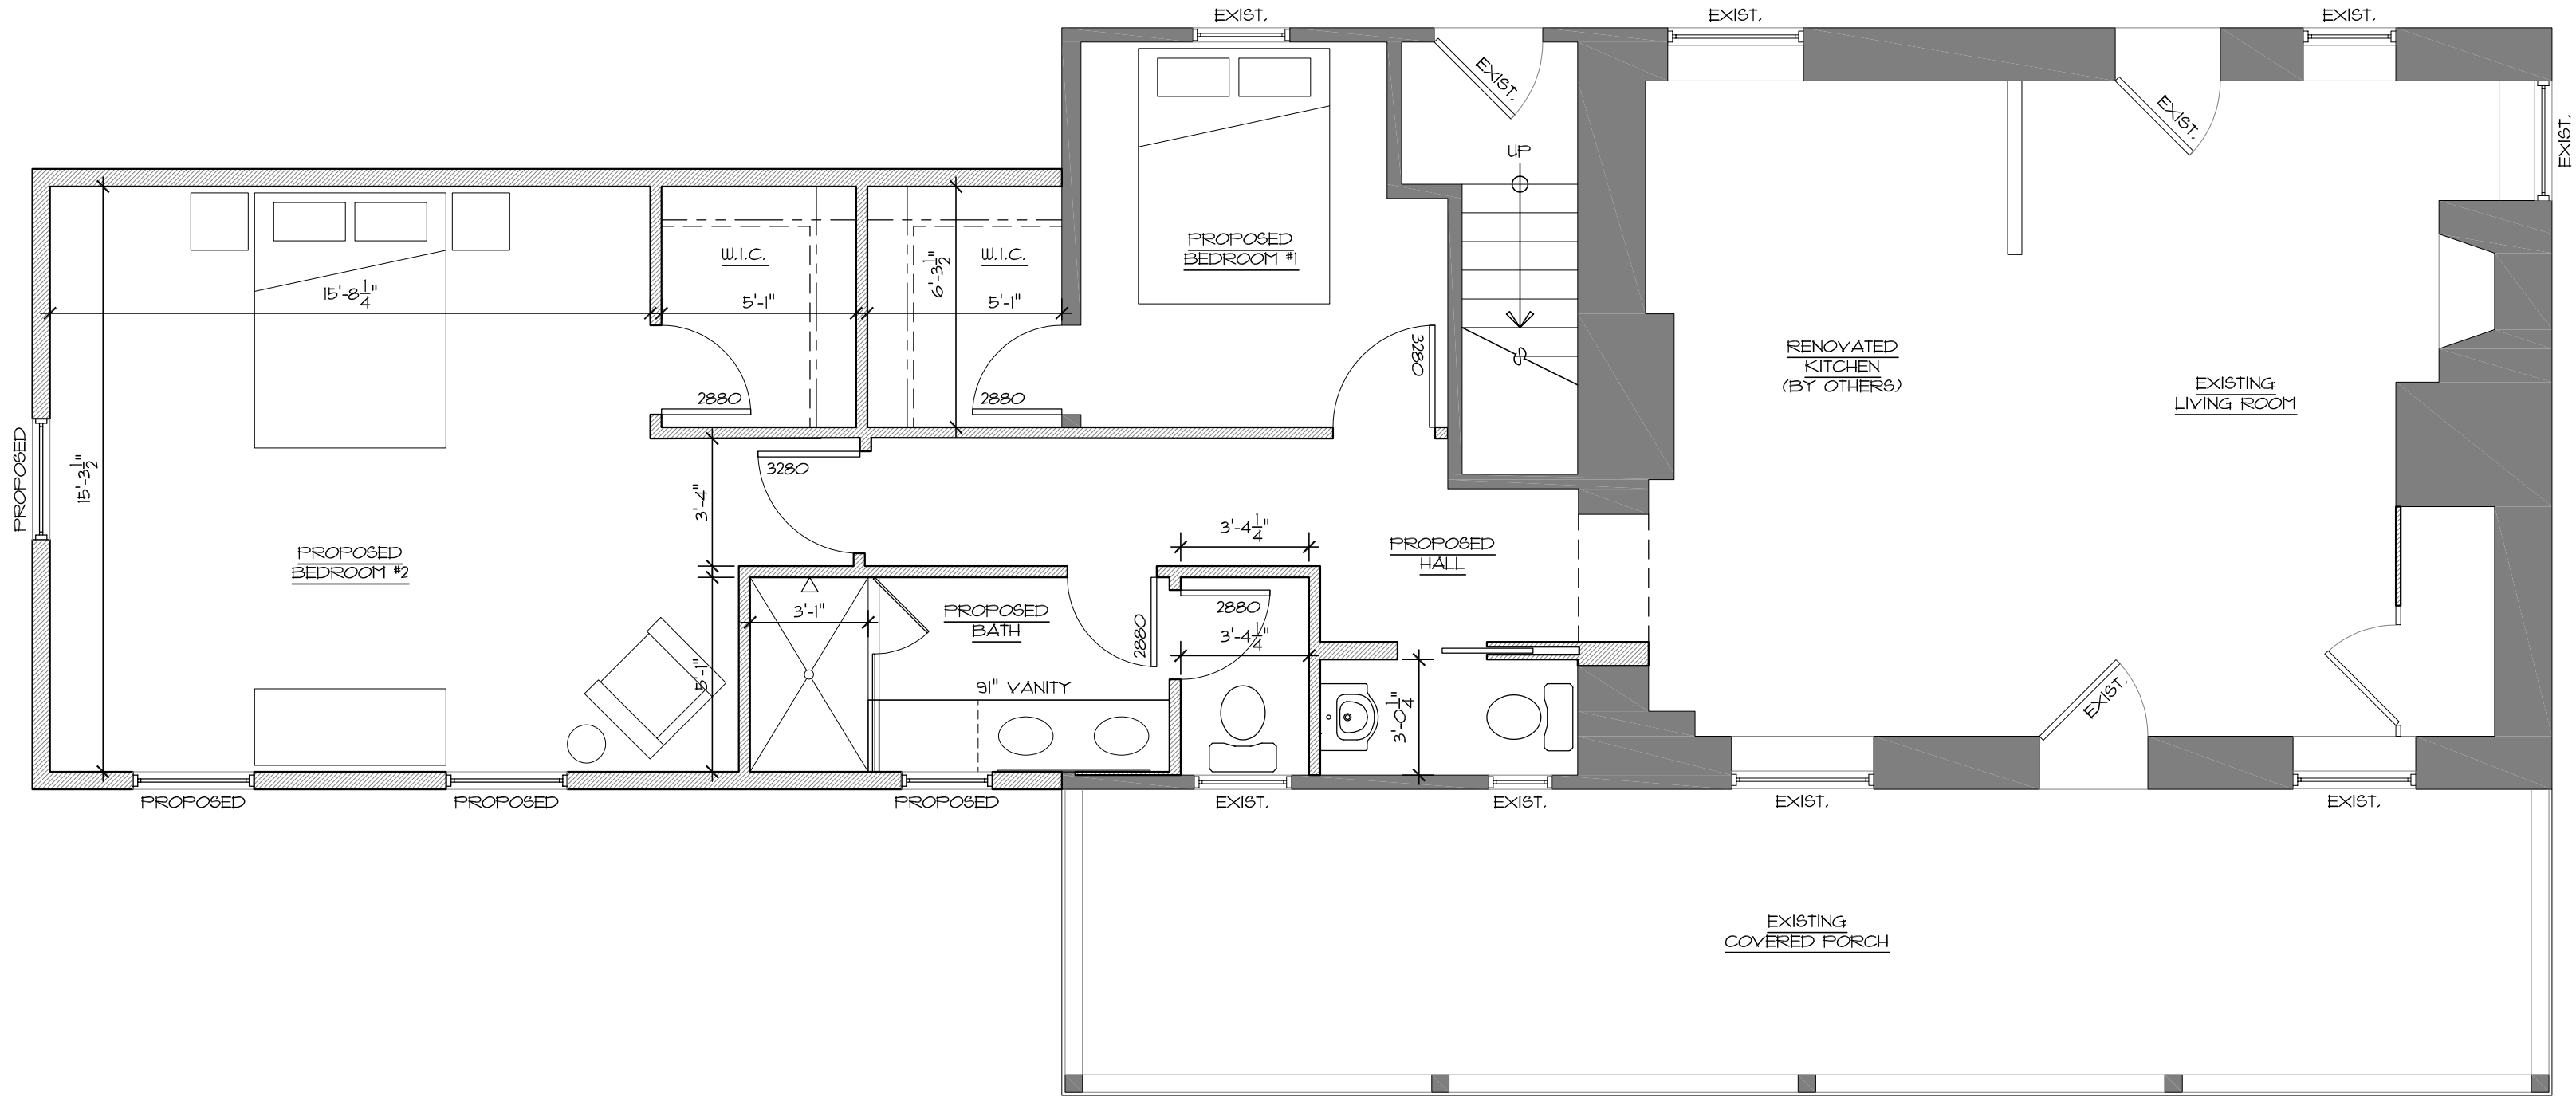 EXIST.
EXIST.
EXIST.
EXIST.
EXIST.
EXIST.
UP
PROPOSED
BEDROOM #1
W.I.C.
W.I.C.
6'-3 1/2"
15'-8 1/4"
5'-1"
5'-1"
2880
2880
3280
RENOVATED
KITCHEN
(BY OTHERS)
EXISTING
LIVING ROOM
PROPOSED
15'-3 1/2"
3280
3'-4"
PROPOSED
BEDROOM #2
3'-4 1/4"
PROPOSED
HALL
3'-1"
PROPOSED
BATH
2880
2880
3'-4 1/4"
5'-1"
91" VANITY
3'-0 1/4"
EXIST.
PROPOSED
PROPOSED
PROPOSED
EXIST.
EXIST.
EXIST.
EXIST.
EXISTING
COVERED PORCH